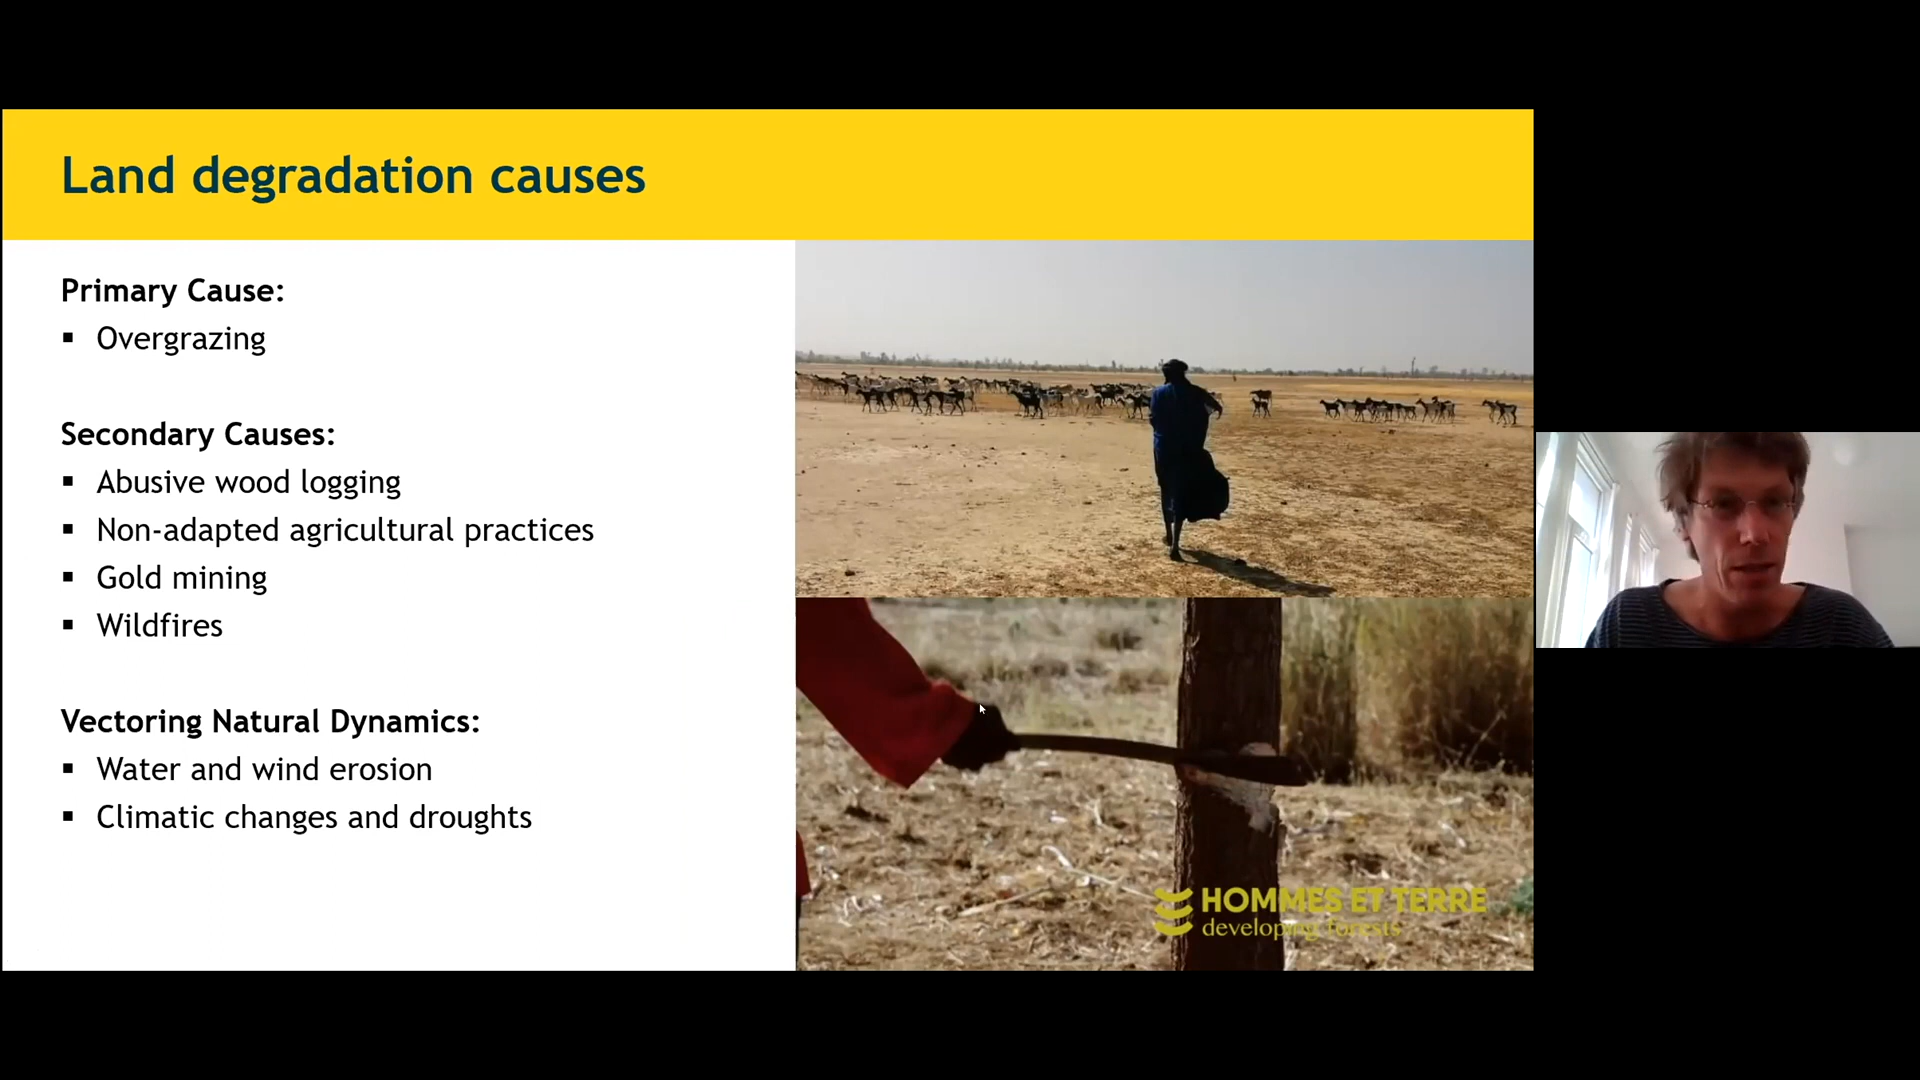 Land degradation causes
Primary Cause:
▪ Overgrazing
Secondary Causes:
▪ Abusive wood logging
▪ Non-adapted agricultural practices
▪ Gold mining
▪ Wildfires
Vectoring Natural Dynamics:
▪ Water and wind erosion
▪ Climatic changes and droughts
HOMMES ET TERRE
developing forests